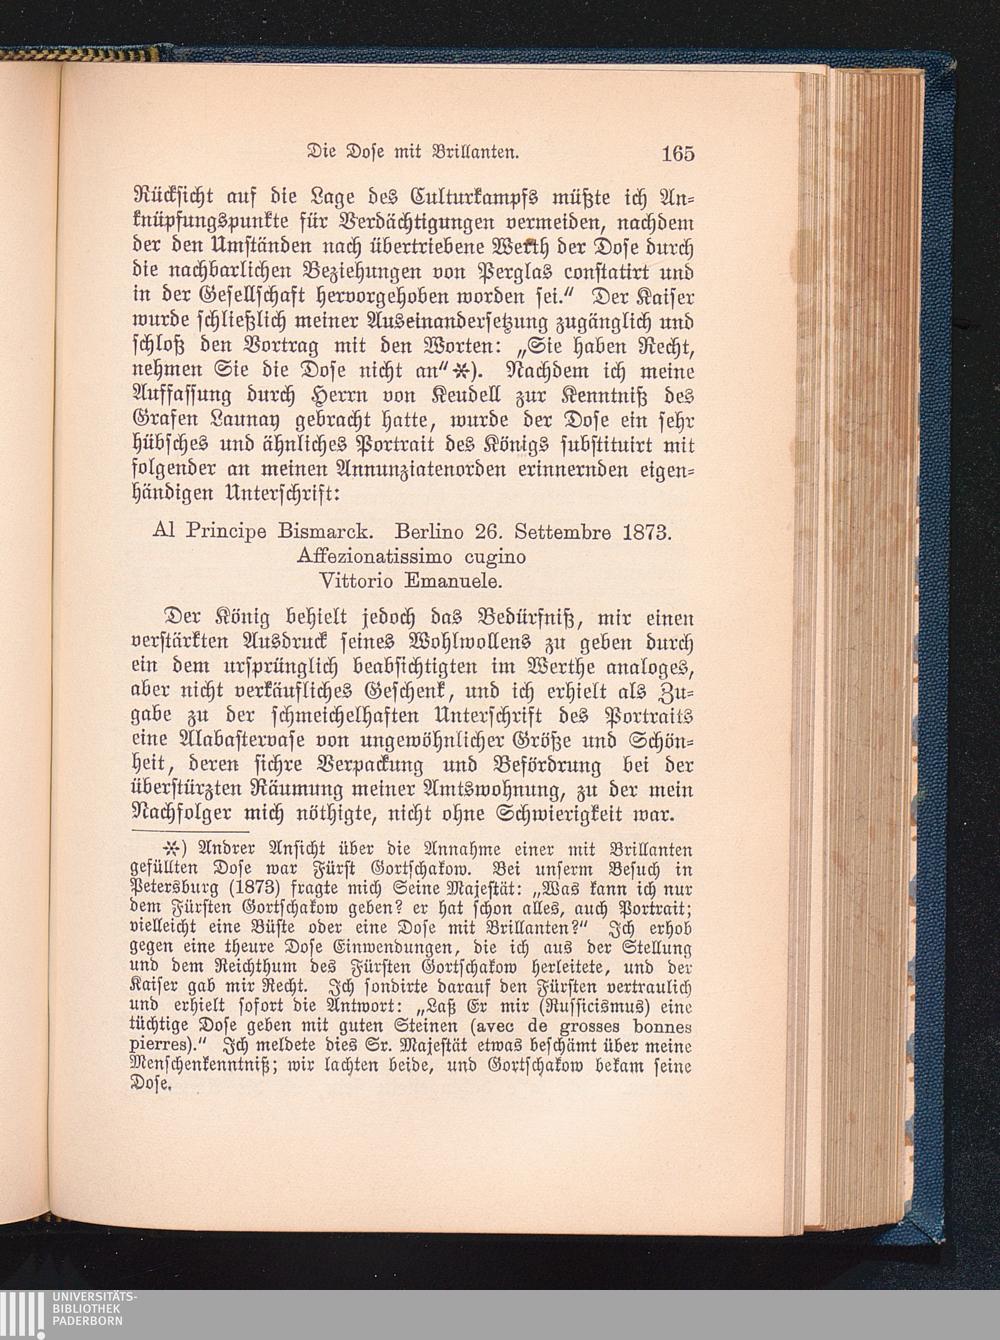 Die Dose mit Brillanten. 165
Rücksicht auf die Lage des Culturkampfs müßte ich An-
knüpfungspunkte für Verdächtigungen vermeiden, nachdem
der den Umständen nach übertriebene Werth der Dose durch
die nachbarlichen Beziehungen von Perglas constatirt und
in der Gesellschaft hervorgehoben worden sei.“ Der Kaiser
wurde schließlich meiner Auseinandersetzung zugänglich und
schloß den Vortrag mit den Worten: „Sie haben Recht,
nehmen Sie die Dose nicht an“*). Nachdem ich meine
Auffassung durch Herrn von Keudell zur Kenntniß des
Grafen Launay gebracht hatte, wurde der Dose ein sehr
hübsches und ähnliches Portrait des Königs substituirt mit
folgender an meinen Annunziatenorden erinnernden eigen-
händigen Unterschrift:
Al Principe Bismarck. Berlino 26. Settembre 1873.
Affezionatissimo cugino
Vittorio Emanuele.
Der König behielt jedoch das Bedürfniß, mir einen
verstärkten Ausdruck seines Wohlwollens zu geben durch
ein dem ursprünglich beabsichtigten im Werthe analoges,
aber nicht verkäufliches Geschenk, und ich erhielt als Zu-
gabe zu der schmeichelhaften Unterschrift des Portraits
eine Alabastervase von ungewöhnlicher Größe und Schön-
heit, deren sichre Verpackung und Befördrung bei der
überstürzten Räumung meiner Amtswohnung, zu der mein
Nachfolger mich nöthigte, nicht ohne Schwierigkeit war.
*) Andrer Ansicht über die Annahme einer mit Brillanten
gefüllten Dose war Fürst Gortschakow. Bei unserm Besuch in
Petersburg (1873) fragte mich Seine Majestät: „Was kann ich nur
dem Fürsten Gortschakow geben? er hat schon alles, auch Portrait;
vielleicht eine Büste oder eine Dose mit Brillanten?“ Ich erhob
gegen eine theure Dose Einwendungen, die ich aus der Stellung
und dem Reichthum des Fürsten Gortschakow herleitete, und der
Kaiser gab mir Recht. Ich sondirte darauf den Fürsten vertraulich
und erhielt sofort die Antwort: „Laß Er mir (Russicismus) eine
tüchtige Dose geben mit guten Steinen (avec de grosses bonnes
pierres).“ Ich meldete dies Sr. Majestät etwas beschämt über meine
Menschenkenntniß; wir lachten beide, und Gortschakow bekam seine
Dose.
UNIVERSITÄTS-
BIBLIOTHEK
PADERBORN